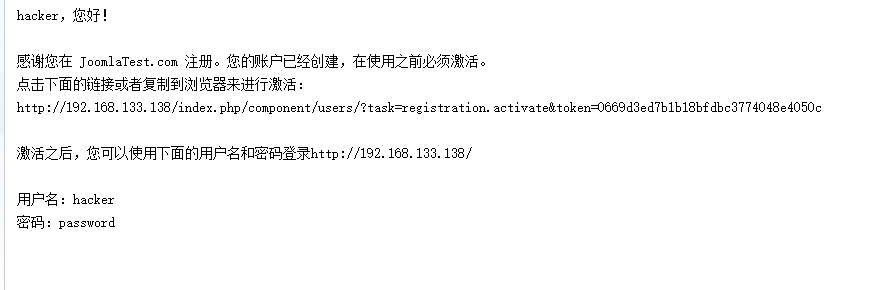 hacker，您好！
感谢您在 JoomlaTest.com 注册。您的账户已经创建，在使用之前必须激活。
点击下面的链接或者复制到浏览器来进行激活：
http://192.168.133.138/index.php/component/users/?task=registration.activate&token=0669d3ed7b1b18bfdbc3774048e4050c
激活之后，您可以使用下面的用户名和密码登录http://192.168.133.138/
用户名：hacker
密码：password